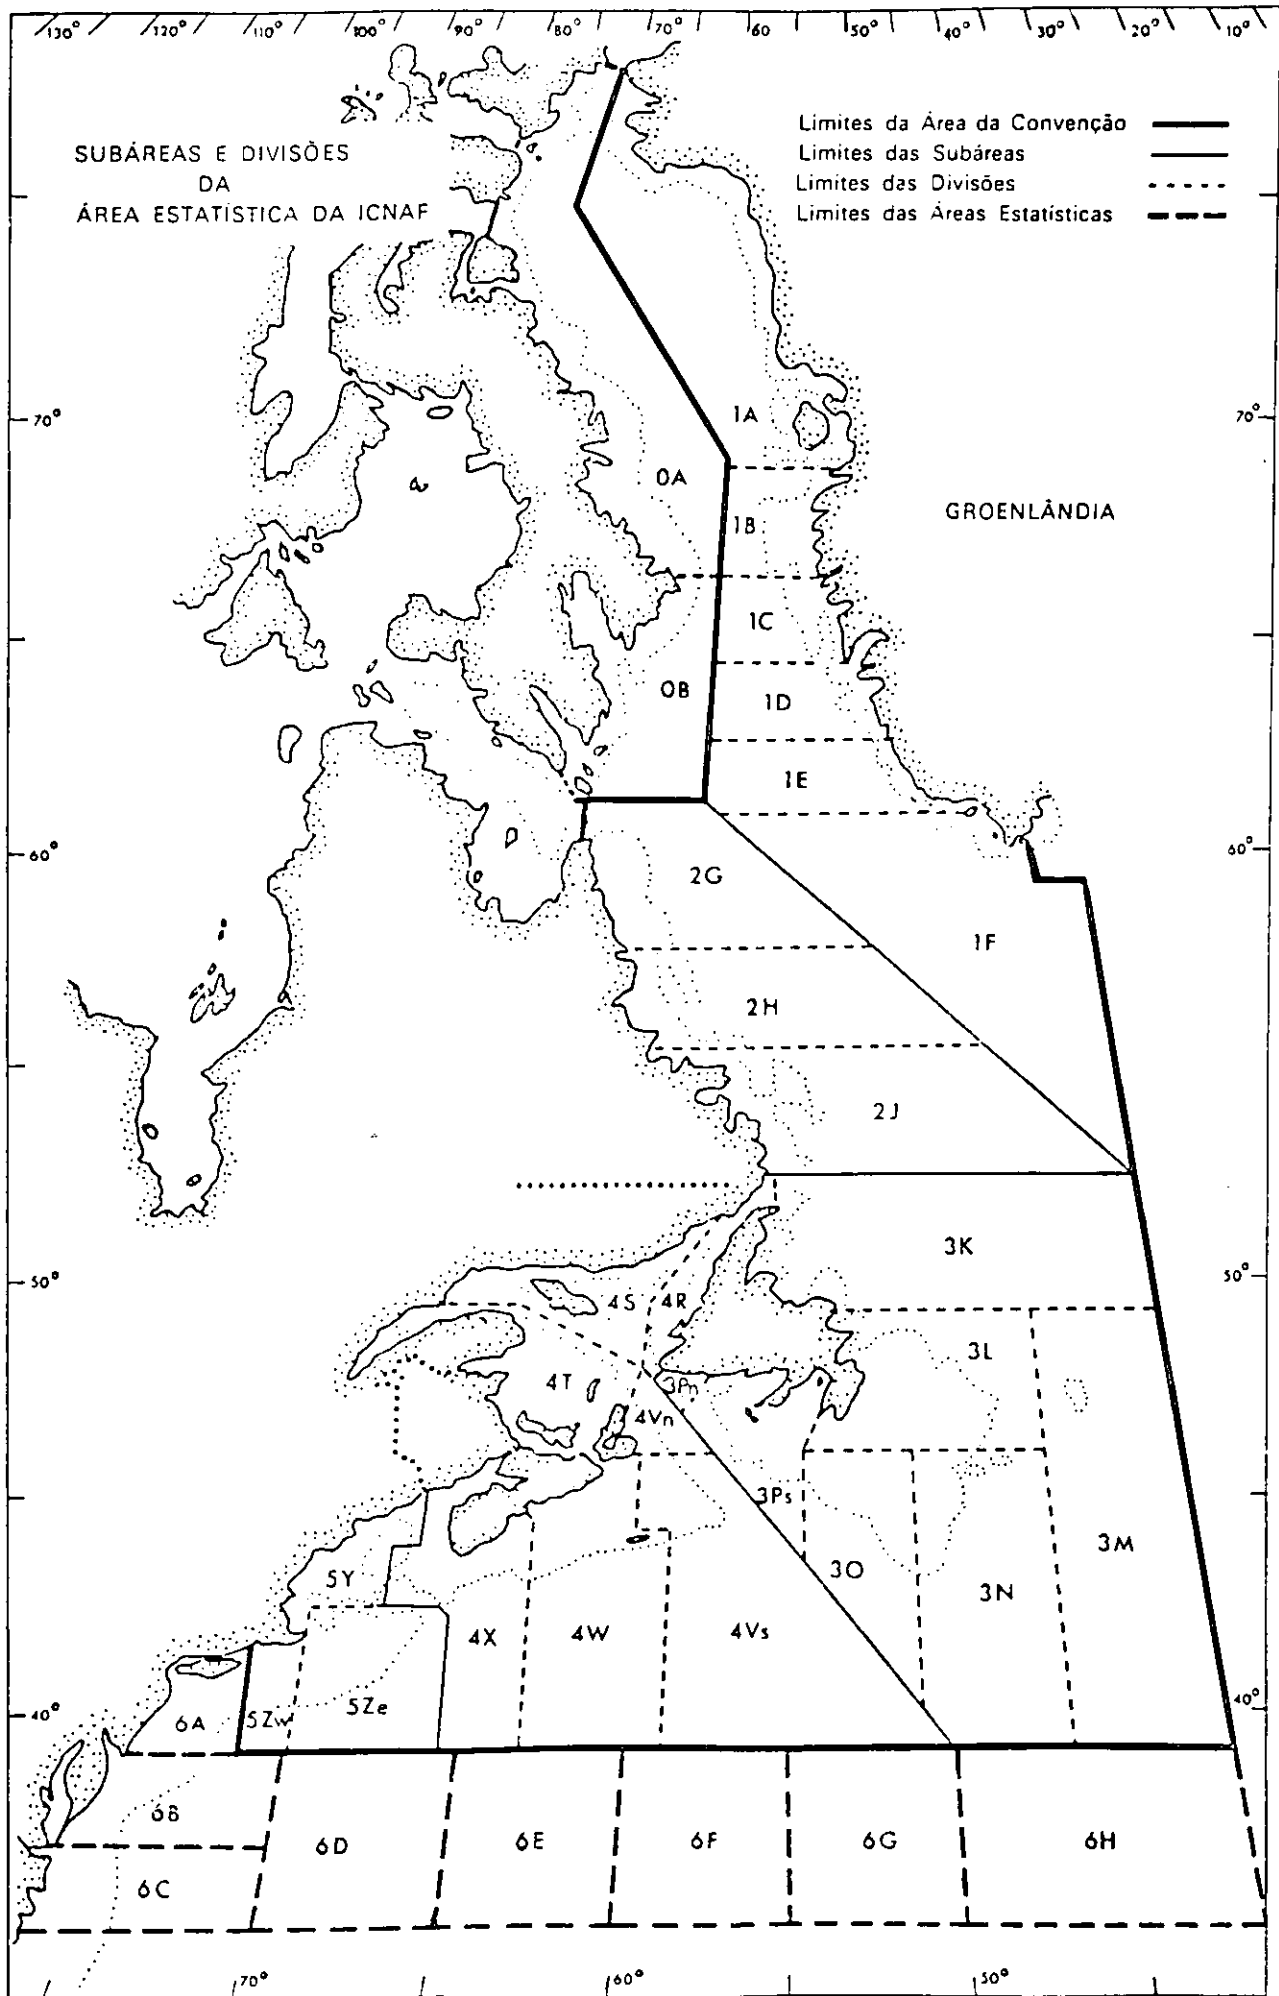 130° 120° 110° 100° 90° 80° 70° 60 50° 40° 30° 20° 10°
SUBÁREAS E DIVISÕES
DA
ÁREA ESTATÍSTICA DA ICNAF
Limites da Área da Convenção
Limites das Subáreas
Limites das Divisões
Limites das Áreas Estatísticas
70° 1A 70°
0A
1B GROENLÂNDIA
1C
0B 1D
1E
60° 60°
2G
1F
2H
2J
3K
50° 50°
4S 4R
3L
4T 3Pn
4Vn
3Ps
3M
5Y 3O 3N
4X 4W 4Vs
40° 6A 5Zw 5Ze 40°
6B
6D 6E 6F 6G 6H
6C
70° 60° 50°